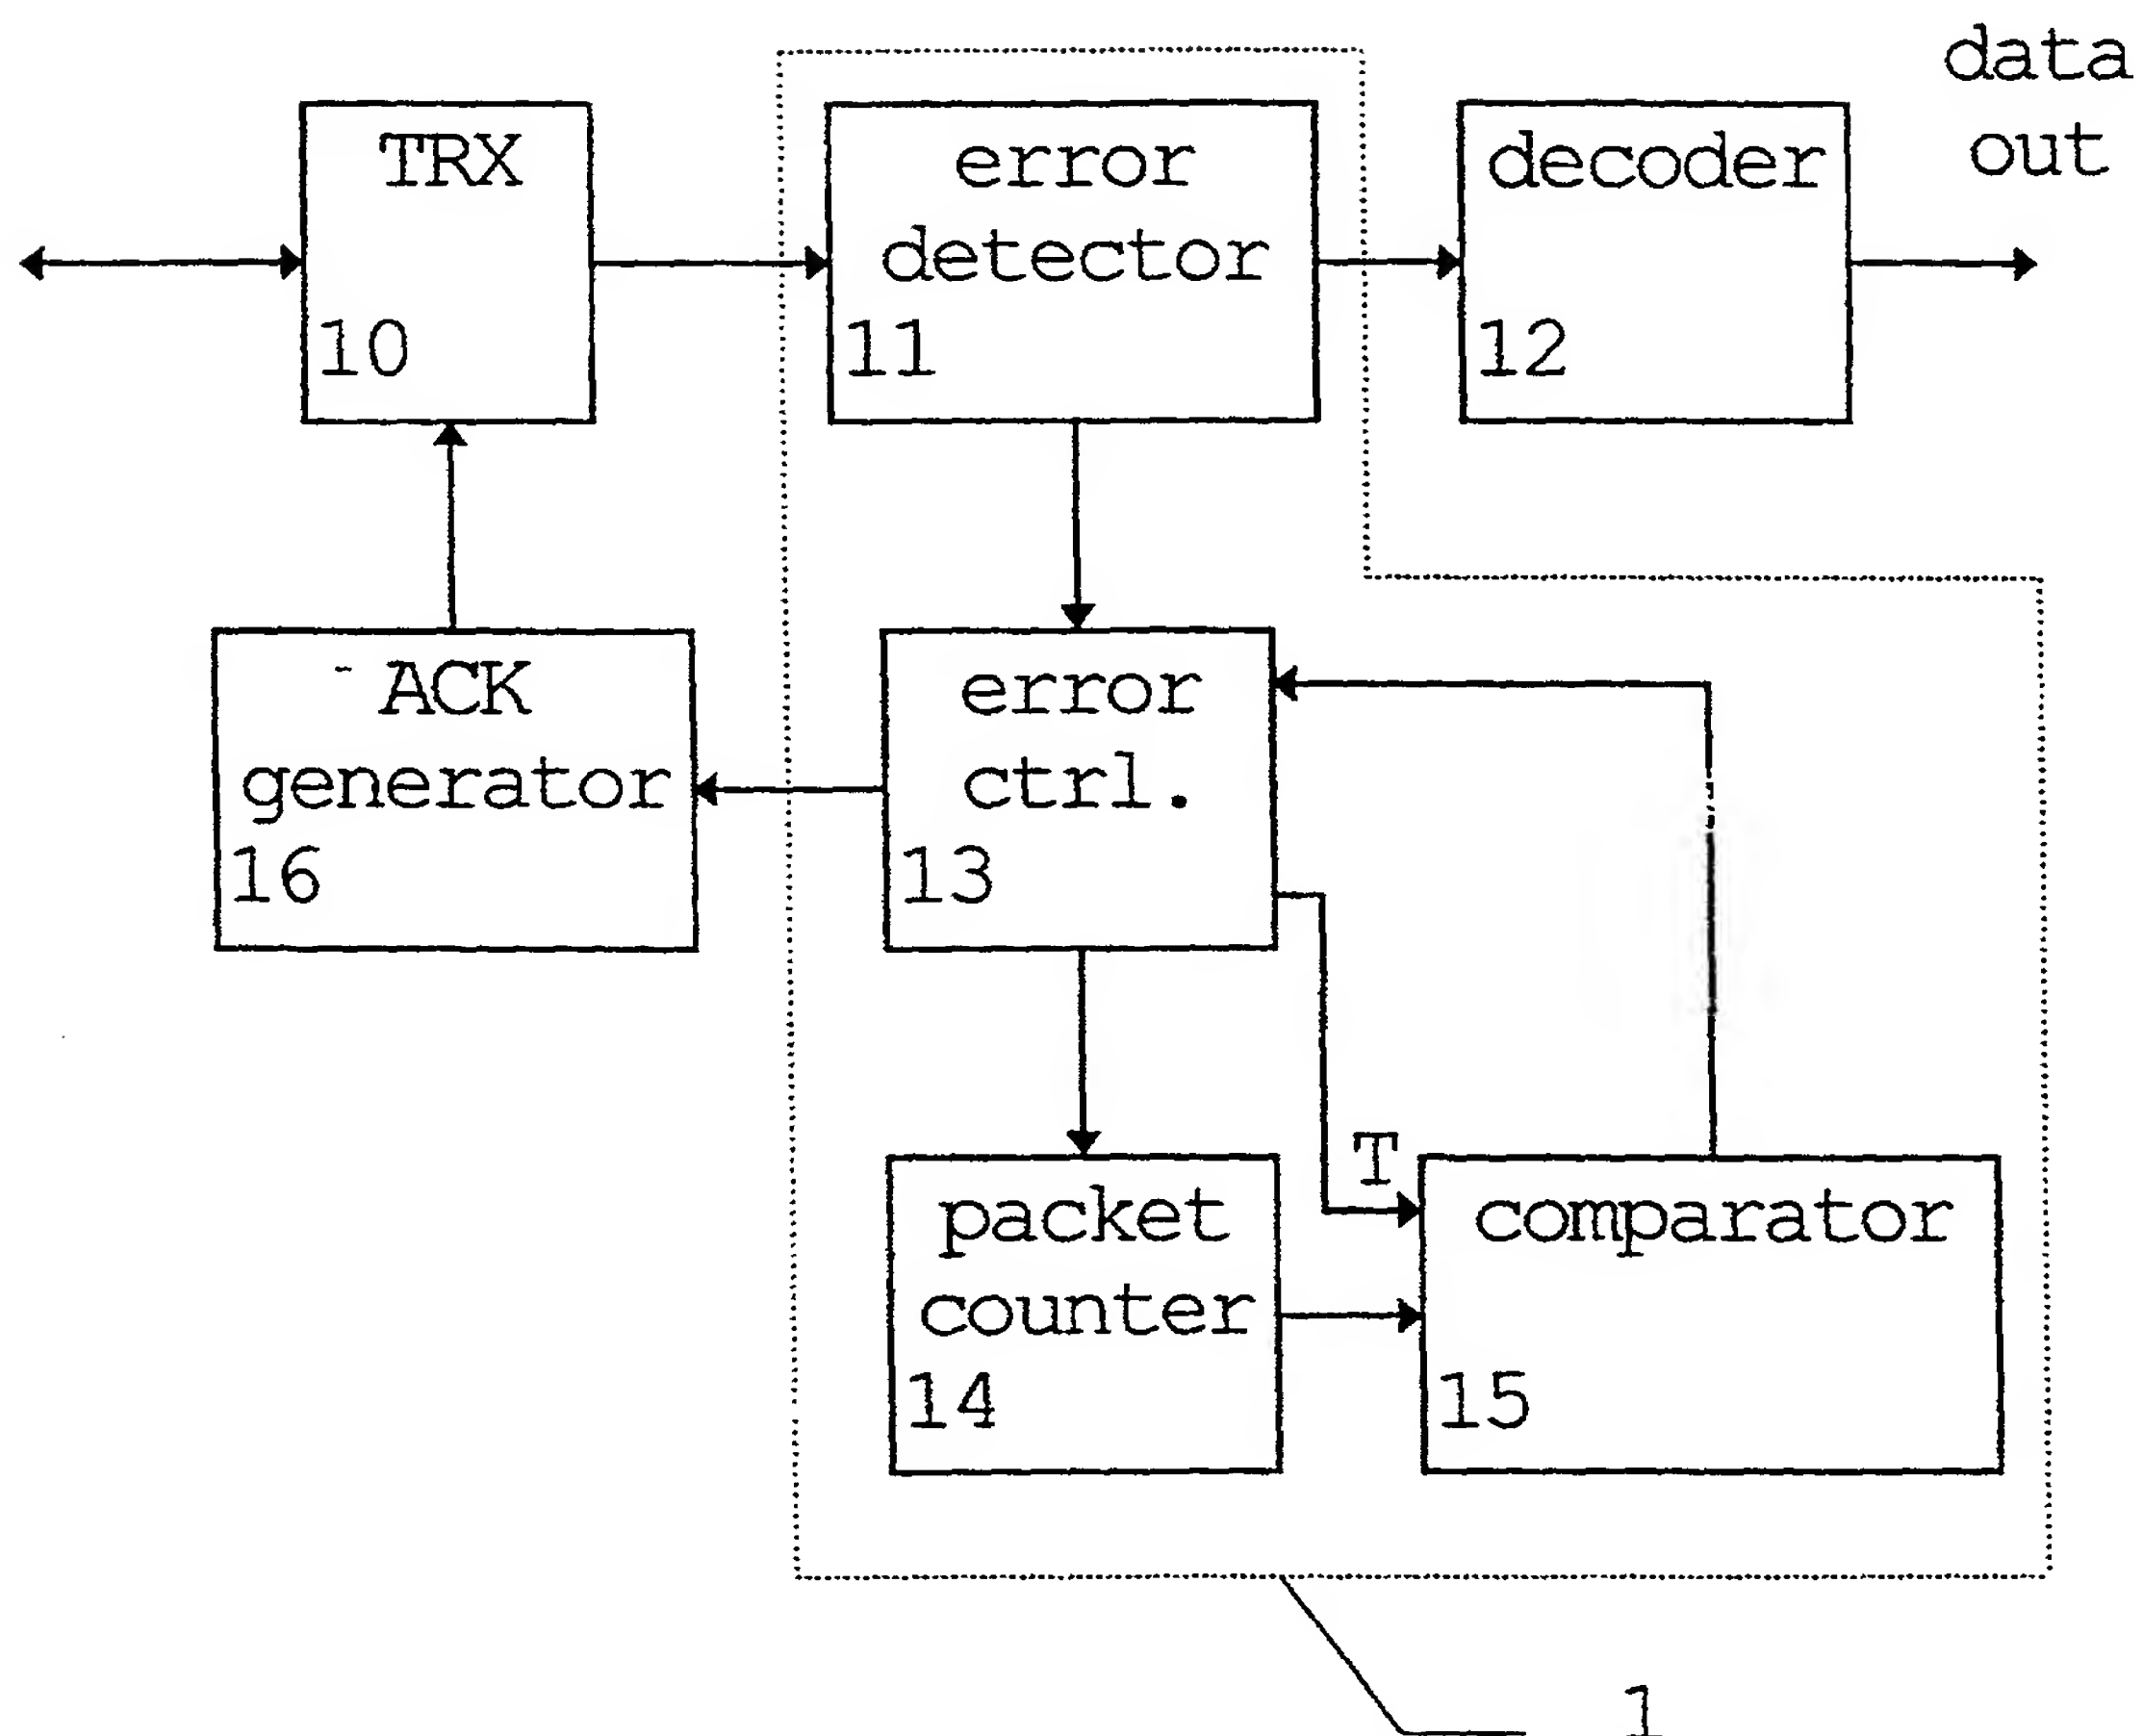 data
out
TRX
10
error
detector
11
decoder
12
ACK
generator
16
error
ctrl.
13
T
packet
counter
14
comparator
15
1